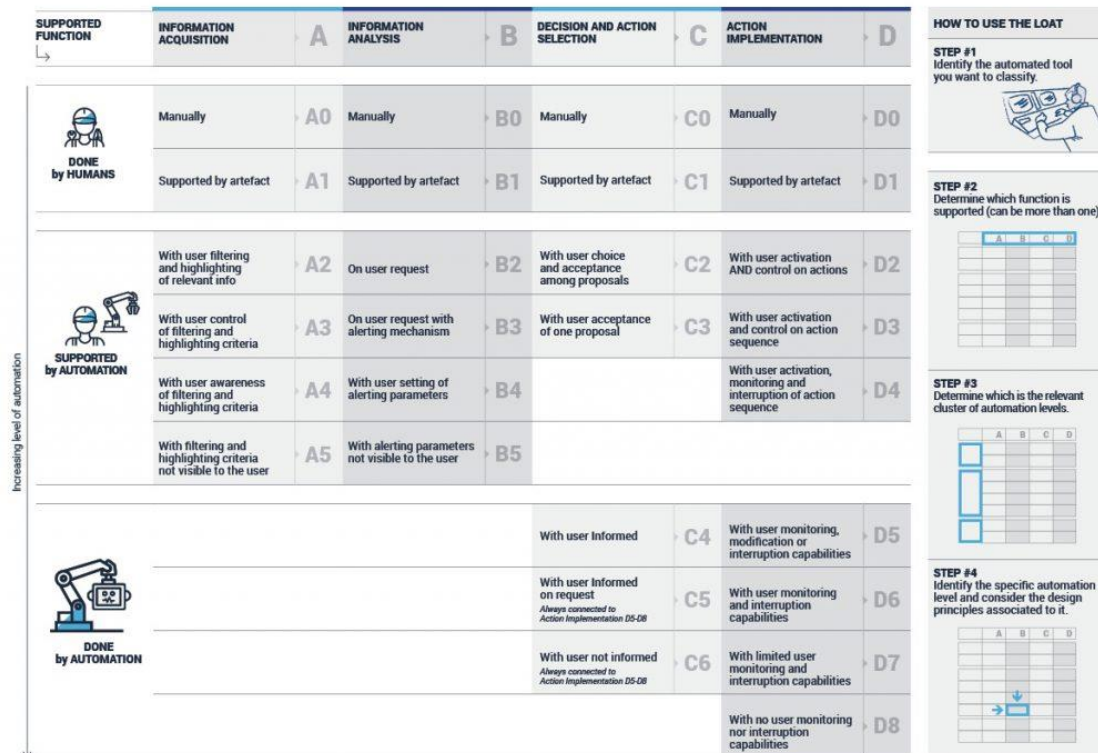 SUPPORTED
FUNCTION
INFORMATION
ACQUISITION
A
INFORMATION
ANALYSIS
B
DECISION AND ACTION
SELECTION
C
ACTION
IMPLEMENTATION
D
Increasing level of automation
DONE
by HUMANS
Manually
A0
Manually
B0
Manually
C0
Manually
D0
Supported by artefact
A1
Supported by artefact
B1
Supported by artefact
C1
Supported by artefact
D1
SUPPORTED
by AUTOMATION
With user filtering
and highlighting
of relevant info
A2
On user request
B2
With user choice
and acceptance
among proposals
C2
With user activation
AND control on actions
D2
With user control
of filtering and
highlighting criteria
A3
On user request with
alerting mechanism
B3
With user acceptance
of one proposal
C3
With user activation
and control on action
sequence
D3
With user awareness
of filtering and
highlighting criteria
A4
With user setting of
alerting parameters
B4
With user activation,
monitoring and
interruption of action
sequence
D4
With filtering and
highlighting criteria
not visible to the user
A5
With alerting parameters
not visible to the user
B5
DONE
by AUTOMATION
With user Informed
C4
With user monitoring,
modification or
interruption capabilities
D5
With user Informed
on request
Always connected to
Action Implementation D5-D8
C5
With user monitoring
and interruption
capabilities
D6
With user not informed
Always connected to
Action Implementation D5-D8
C6
With limited user
monitoring and
interruption capabilities
D7
With no user monitoring
nor interruption
capabilities
D8
HOW TO USE THE LOAT
STEP #1
Identify the automated tool
you want to classify.
STEP #2
Determine which function is
supported (can be more than one)
A B C D
STEP #3
Determine which is the relevant
cluster of automation levels.
A B C D
STEP #4
Identify the specific automation
level and consider the design
principles associated to it.
A B C D